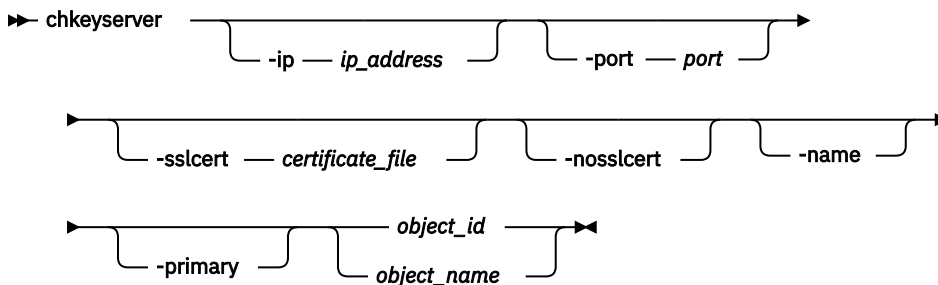 chkeyserver
-ip ip_address -port port
-sslcert certificate_file -nosslcert -name
object_id
-primary
object_name